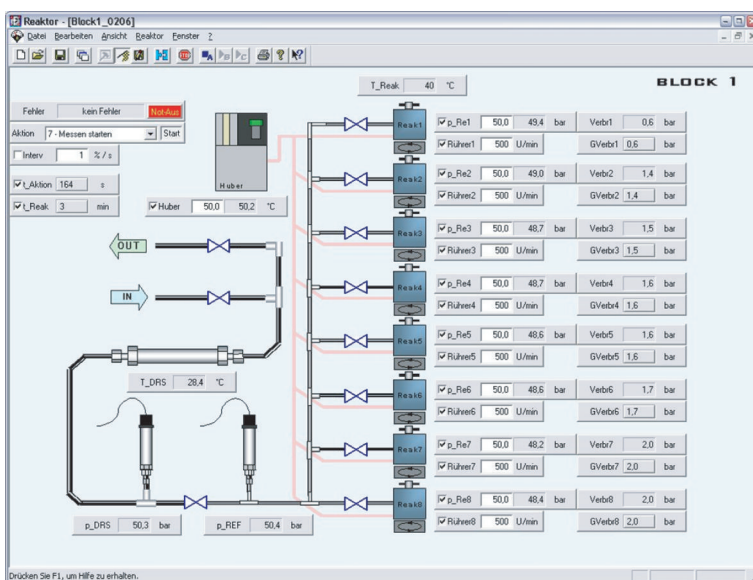 Reaktor - [Block1_0206]
Datei Bearbeiten Ansicht Reaktor Fenster ?
T_Reak 40 °C
BLOCK 1
Fehler kein Fehler Not-Aus
Aktion 7 - Messen starten Start
Interv 1 % / s
t_Aktion 164 s
t_Reak 3 min
Huber
Huber 50,0 50,2 °C
OUT
IN
T_DRS 28,4 °C
p_DRS 50,3 bar
p_REF 50,4 bar
Reak1 p_Re1 50,0 49,4 bar Verbr1 0,6 bar
Rührer1 500 U/min GVerbr1 0,6 bar
Reak2 p_Re2 50,0 49,0 bar Verbr2 1,4 bar
Rührer2 500 U/min GVerbr2 1,4 bar
Reak3 p_Re3 50,0 48,7 bar Verbr3 1,5 bar
Rührer3 500 U/min GVerbr3 1,5 bar
Reak4 p_Re4 50,0 48,7 bar Verbr4 1,6 bar
Rührer4 500 U/min GVerbr4 1,6 bar
Reak5 p_Re5 50,0 48,6 bar Verbr5 1,6 bar
Rührer5 500 U/min GVerbr5 1,6 bar
Reak6 p_Re6 50,0 48,6 bar Verbr6 1,7 bar
Rührer6 500 U/min GVerbr6 1,7 bar
Reak7 p_Re7 50,0 48,2 bar Verbr7 2,0 bar
Rührer7 500 U/min GVerbr7 2,0 bar
Reak8 p_Re8 50,0 48,4 bar Verbr8 2,0 bar
Rührer8 500 U/min GVerbr8 2,0 bar
Drücken Sie F1, um Hilfe zu erhalten.